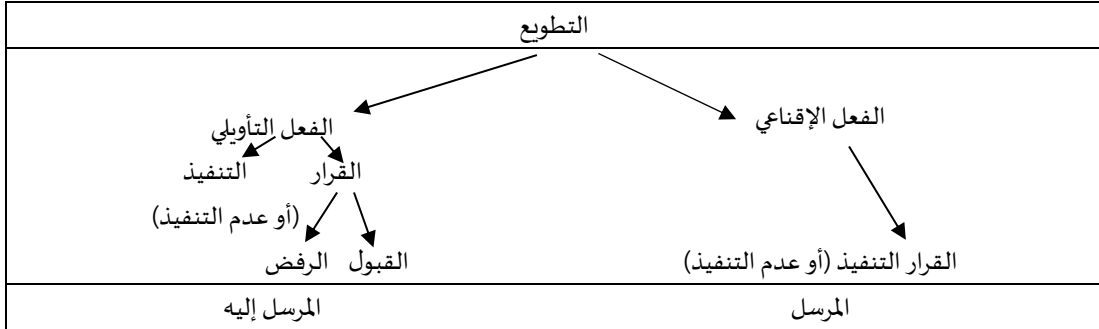 التطويع
الفعل الإقناعي
الفعل التأويلي
القرار التنفيذ
(أو عدم التنفيذ)
القرار التنفيذ (أو عدم التنفيذ)
القبول الرفض
المرسل
المرسل إليه